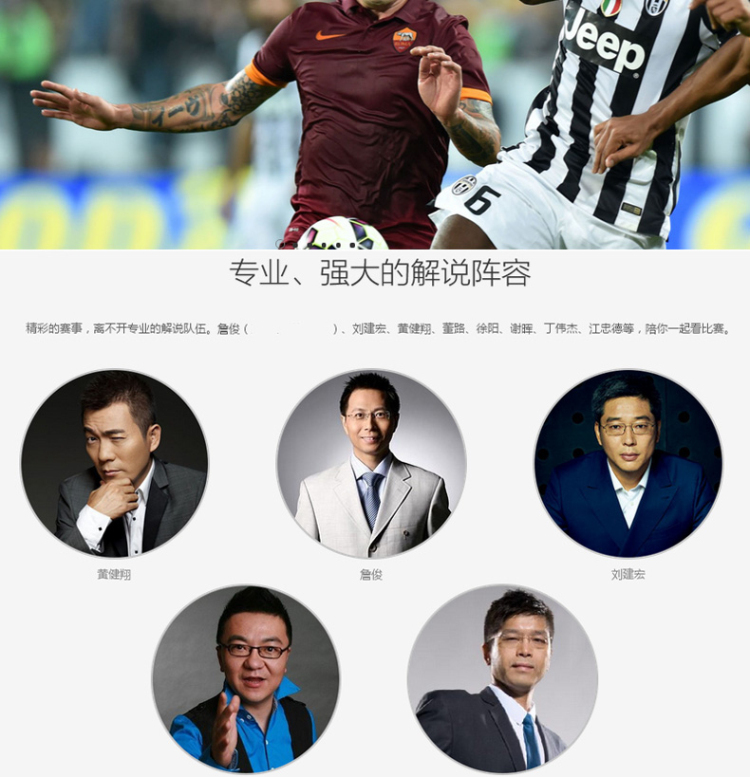 Jeep
6
专业、强大的解说阵容
精彩的赛事，离不开专业的解说队伍。詹俊（ ）、刘建宏、黄健翔、董路、徐阳、谢晖、丁伟杰、江忠德等，陪你一起看比赛。
黄健翔
詹俊
刘建宏